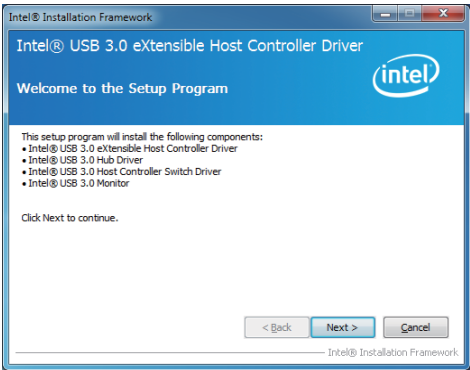 Intel® Installation Framework
Intel® USB 3.0 eXtensible Host Controller Driver
intel
Welcome to the Setup Program
This setup program will install the following components:
• Intel® USB 3.0 eXtensible Host Controller Driver
• Intel® USB 3.0 Hub Driver
• Intel® USB 3.0 Host Controller Switch Driver
• Intel® USB 3.0 Monitor
Click Next to continue.
< Back Next > Cancel
Intel® Installation Framework